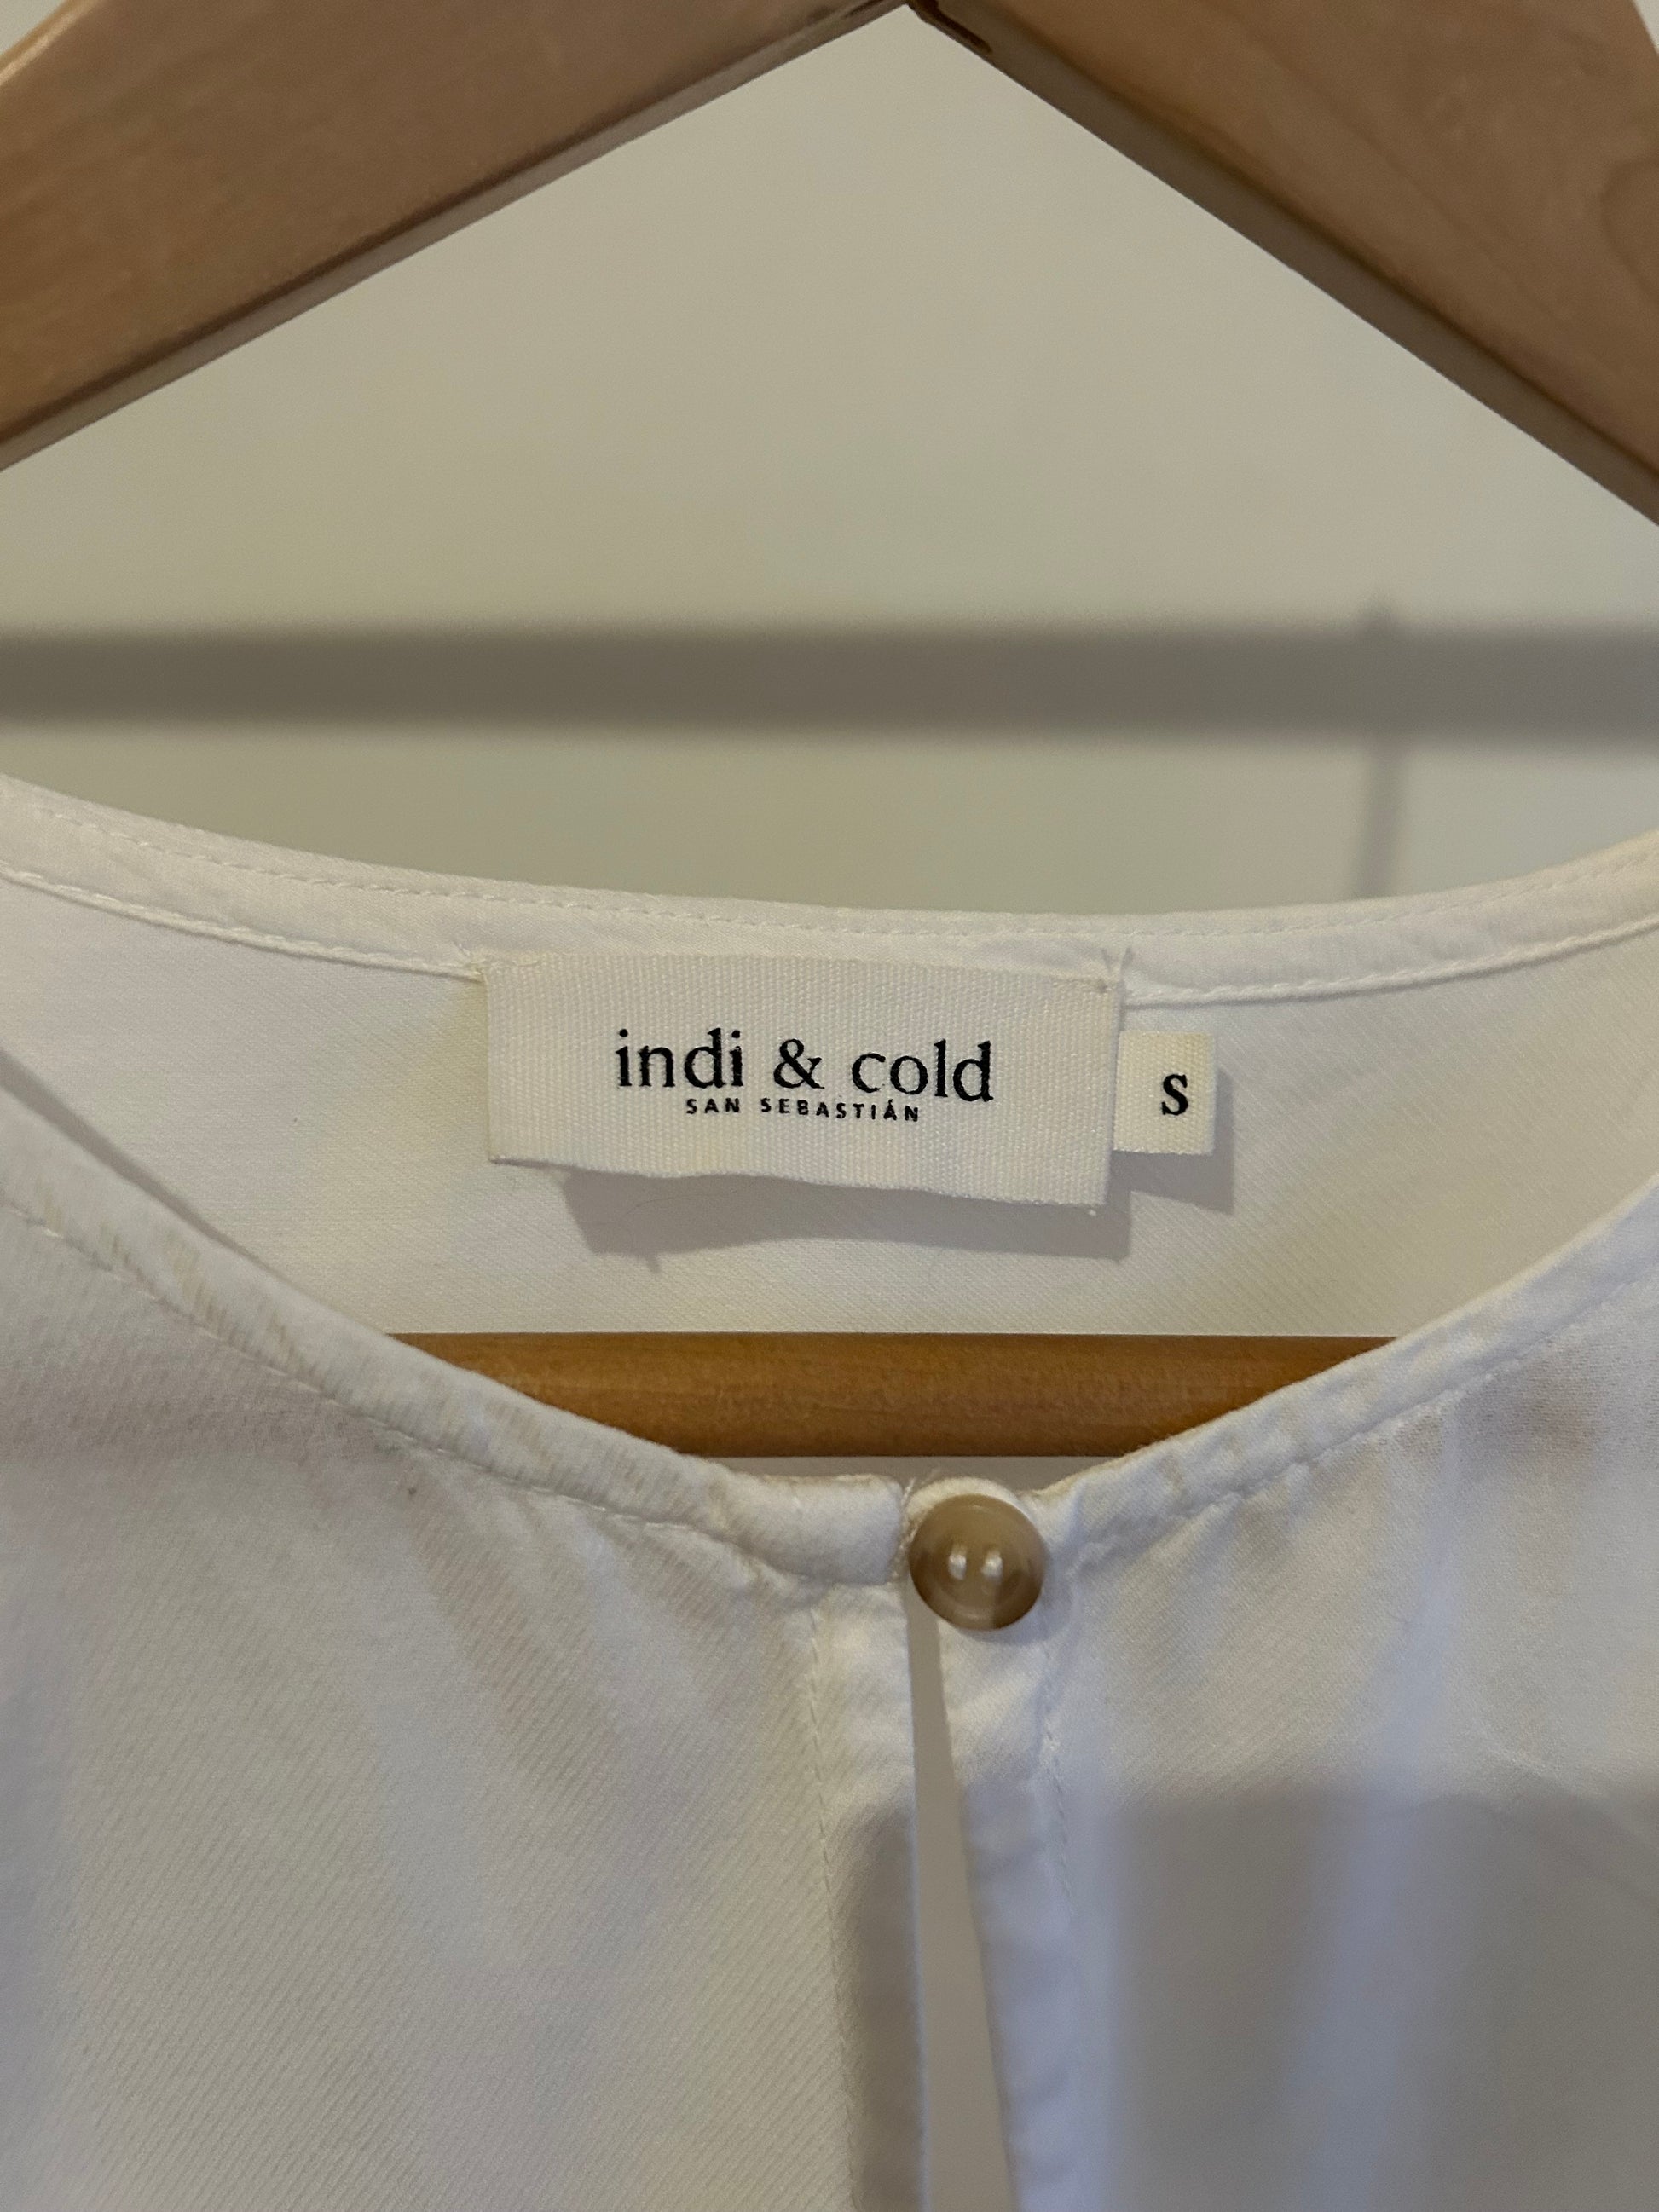 indi & cold
SAN SEBASTIÁN
S